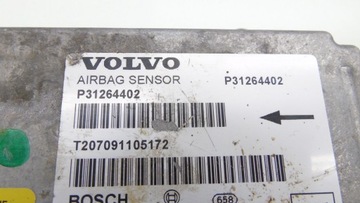 VOLVO
AIRBAG SENSOR P31264402
P31264402
T207091105172
BOSCH 658